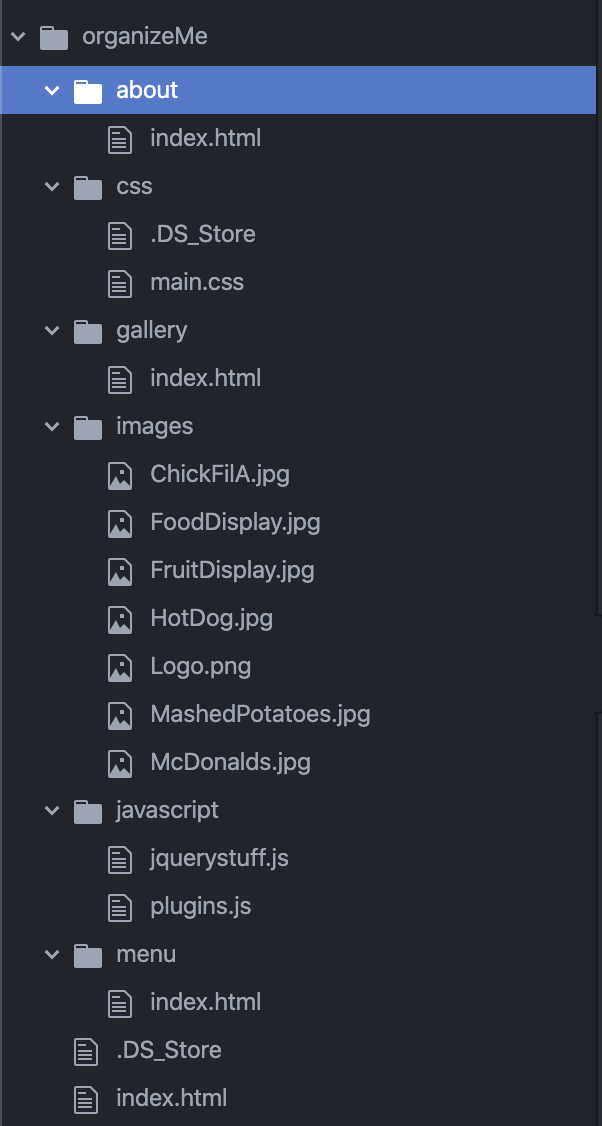 organizeMe
about
index.html
css
.DS_Store
main.css
gallery
index.html
images
ChickFilA.jpg
FoodDisplay.jpg
FruitDisplay.jpg
HotDog.jpg
Logo.png
MashedPotatoes.jpg
McDonalds.jpg
javascript
jquerystuff.js
plugins.js
menu
index.html
.DS_Store
index.html